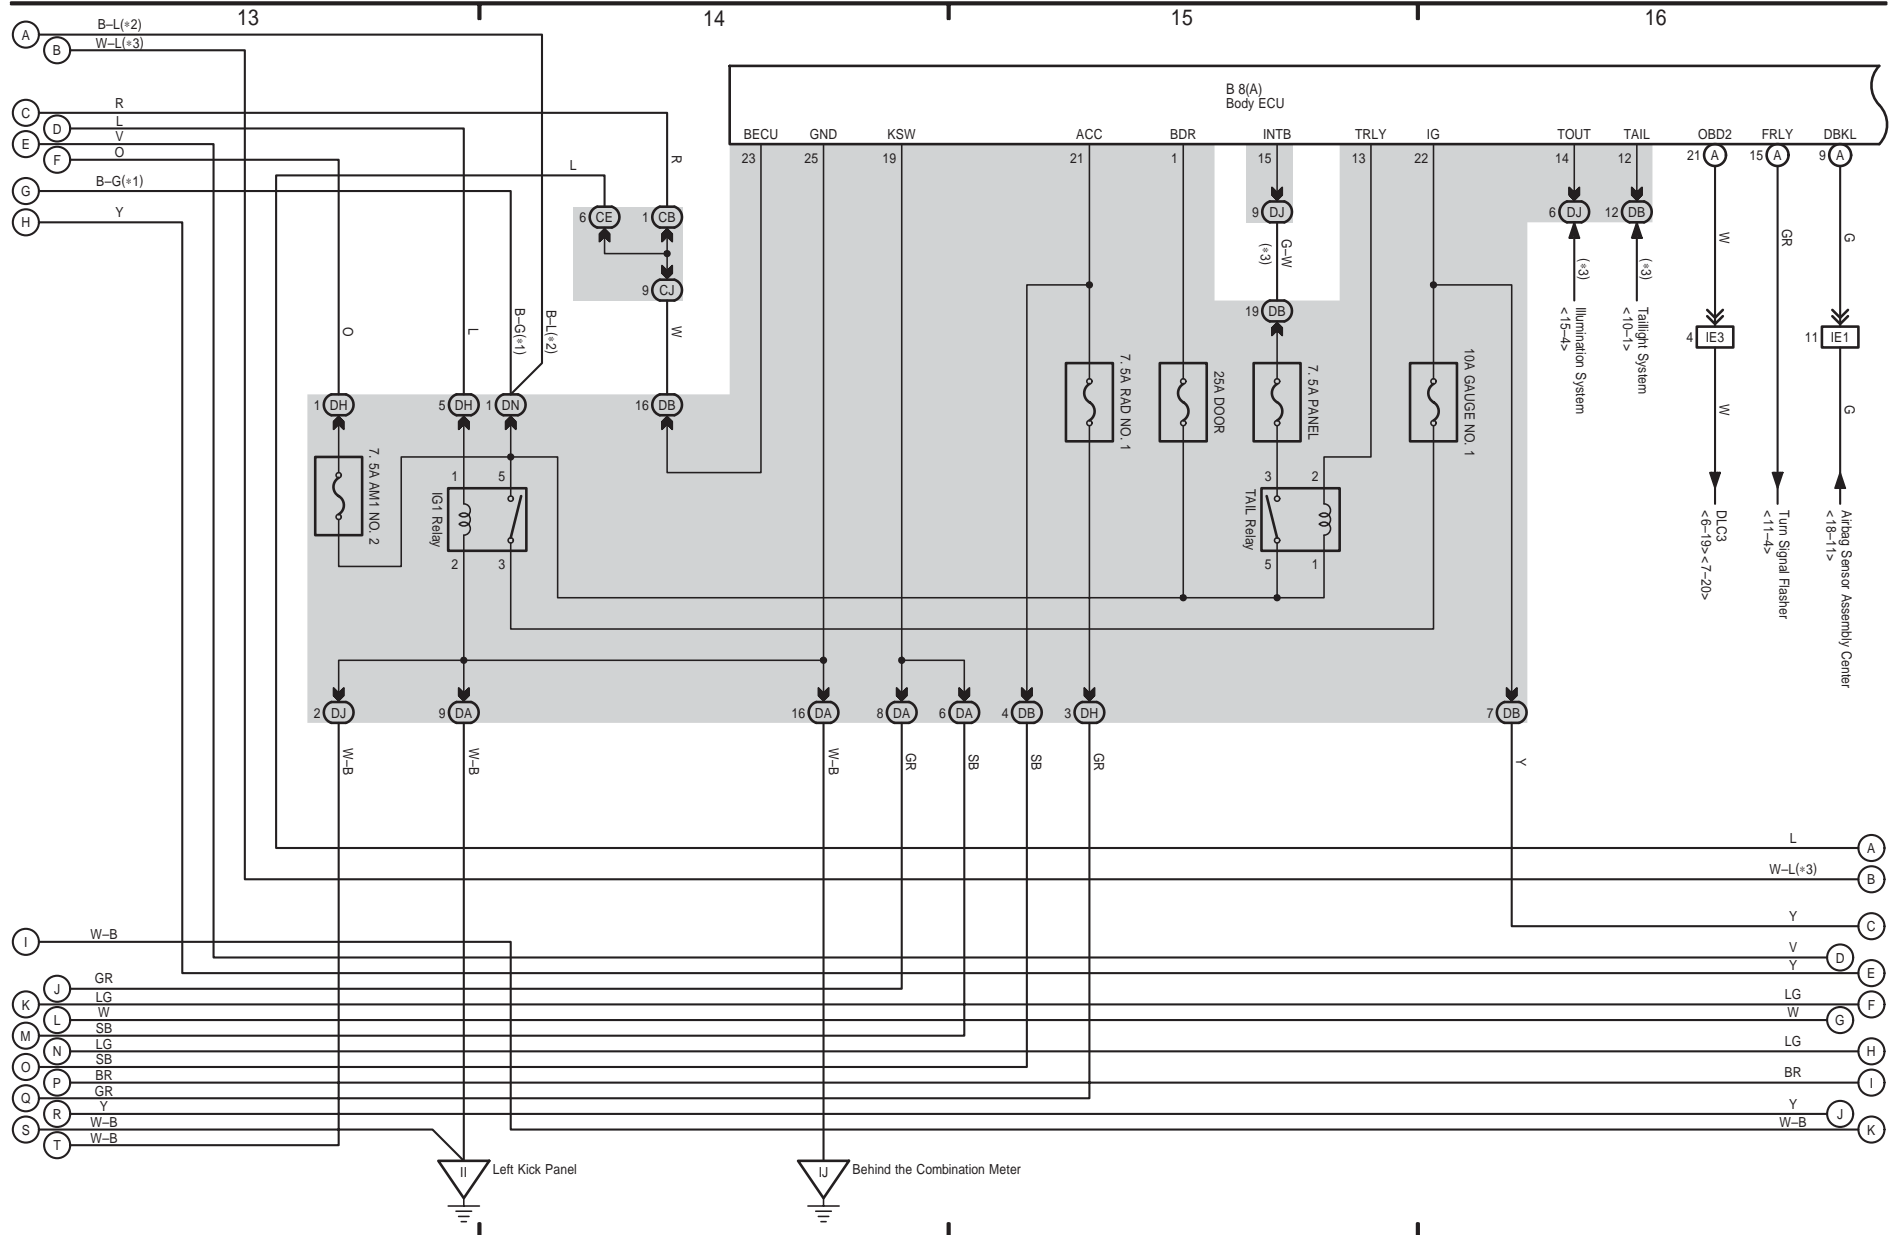 13 14 15 16
A B–L(∗2)
B W–L(∗3)
B 8(A)
Body ECU
C R
D L
E V
F O
G B–G(∗1)
H Y
BECU GND KSW ACC BDR INTB TRLY IG TOUT TAIL OBD2 FRLY DBKL
23 25 19 21 1 15 13 22 14 12 21 A 15 A 9 A
L
R
6 CE 1 CB
9 CJ
9 DJ
6 DJ 12 DB
G–W
(∗3)
(∗3)
(∗3)
W
GR
G
19 DB
O
L
B–G(∗1)
B–L(∗2)
W
Illumination System
<15–4>
Taillight System
<10–1>
4 IE3
11 IE1
1 DH 5 DH 1 DN 16 DB
7. 5A RAD NO. 1
25A DOOR
7. 5A PANEL
10A GAUGE NO. 1
W
G
7. 5A AM1 NO. 2
1 5
IG1 Relay
2 3
3 2
TAIL Relay
5 1
DLC3
<6–19><7–20>
Turn Signal Flasher
<11–4>
Airbag Sensor Assembly Center
<18–11>
2 DJ 9 DA 16 DA 8 DA 6 DA 4 DB 3 DH 7 DB
W–B W–B W–B GR SB SB GR Y
L A
W–L(∗3) B
Y C
I W–B
V D
Y E
J GR
K LG LG F
L W W G
M SB
N LG LG H
O SB
P BR BR I
Q GR
R Y Y J
S W–B W–B K
T W–B
II Left Kick Panel
IJ Behind the Combination Meter